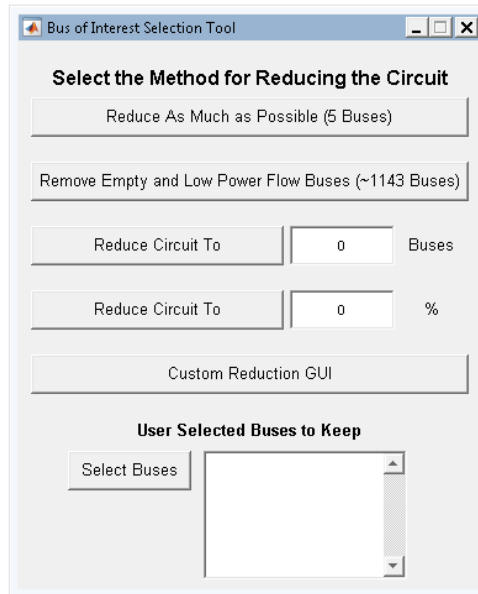 Bus of Interest Selection Tool
Select the Method for Reducing the Circuit
Reduce As Much as Possible (5 Buses)
Remove Empty and Low Power Flow Buses (~1143 Buses)
Reduce Circuit To 0 Buses
Reduce Circuit To 0 %
Custom Reduction GUI
User Selected Buses to Keep
Select Buses